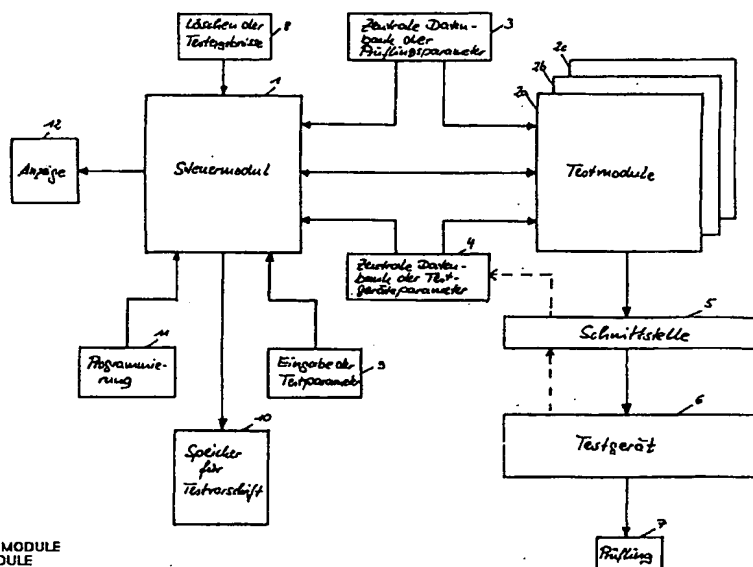 Löschen der
Testergebnisse
8
Zentrale Daten-
bank der
Prüflingsparameter
3
2c
2b
2a
1
12
Anzeige
Steuermodul
Testmodule
4
Zentrale Daten-
bank der Test-
geräteparameter
5
Schnittstelle
11
Programmie-
rung
Eingabe der
Testparameter
9
6
Testgerät
10
Speicher
für
Testvorschrift
7
Prüfling
MODULE
DULE